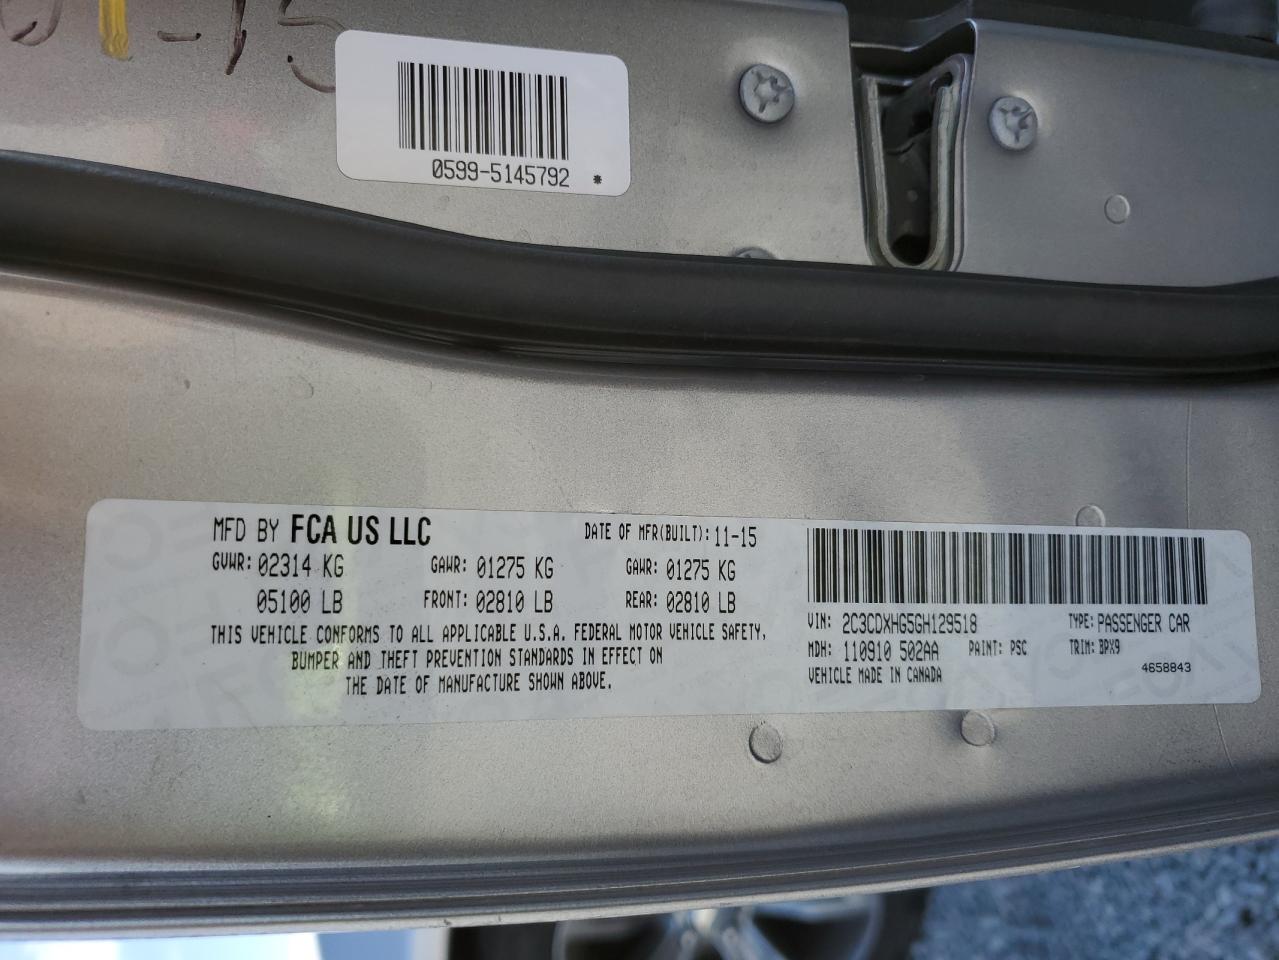 01-15
0599-5145792 *
MFD BY FCA US LLC DATE OF MFR(BUILT): 11-15
GVWR: 02314 KG GAWR: 01275 KG GAWR: 01275 KG
05100 LB FRONT: 02810 LB REAR: 02810 LB
THIS VEHICLE CONFORMS TO ALL APPLICABLE U.S.A. FEDERAL MOTOR VEHICLE SAFETY,
BUMPER AND THEFT PREVENTION STANDARDS IN EFFECT ON
THE DATE OF MANUFACTURE SHOWN ABOVE.
VIN: 2C3CDXHG5GH129518 TYPE: PASSENGER CAR
MDH: 110910 502AA PAINT: PSC TRIM: BPX9
VEHICLE MADE IN CANADA 4658843